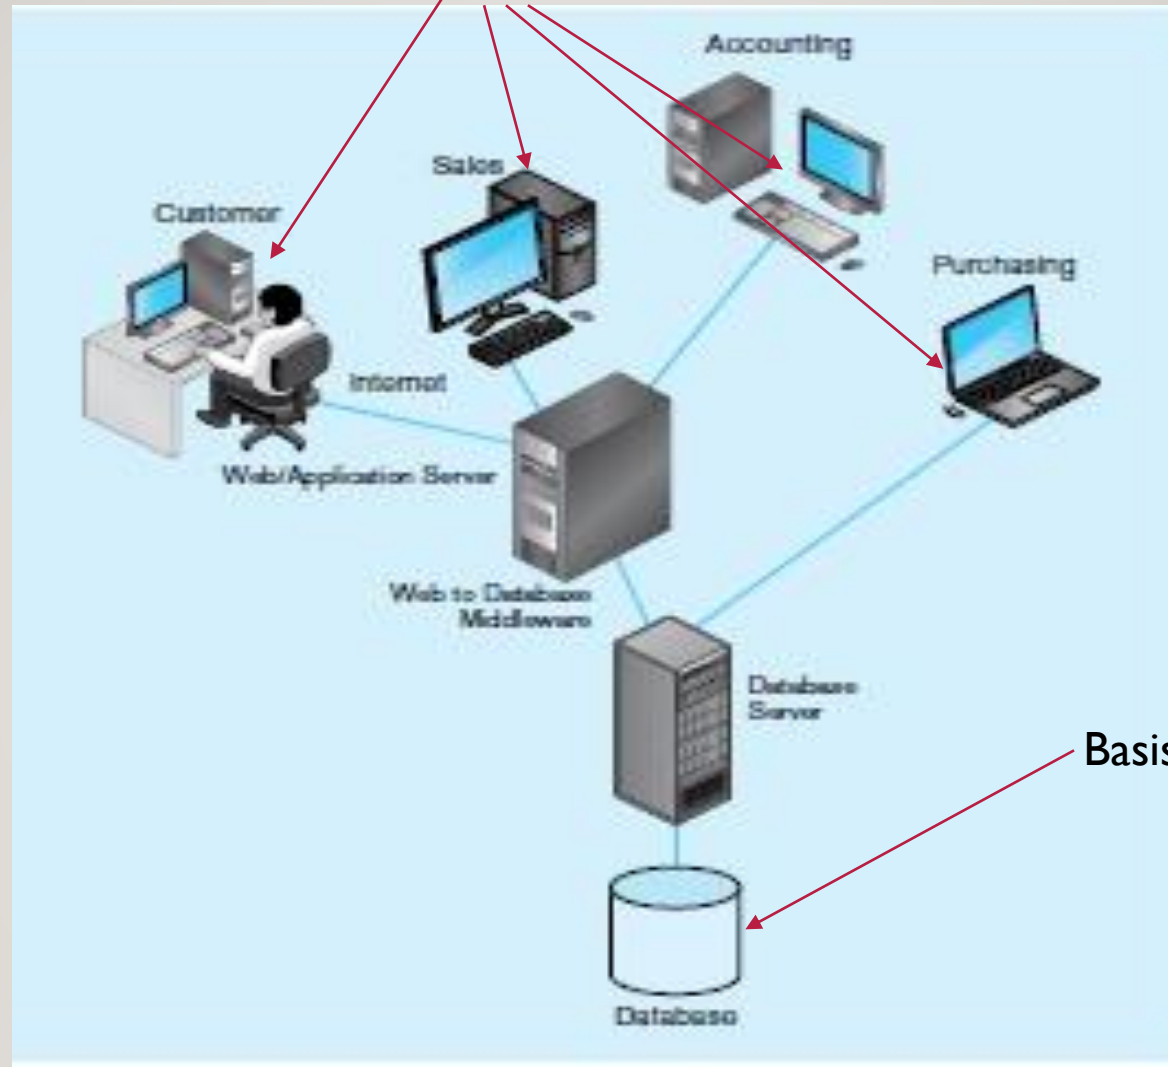 Accounting
Sales
Customer
Purchasing
Internet
Web/Application Server
Web to Database
Middleware
Database
Server
Basis
Database